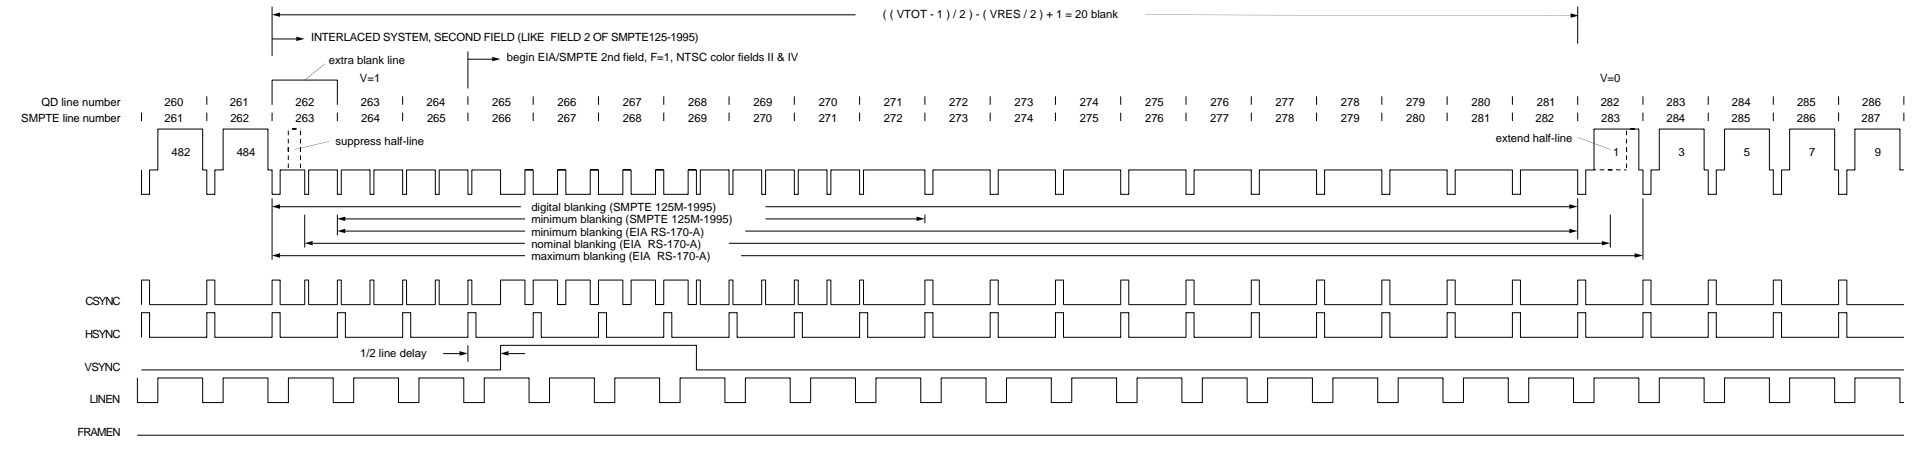 ( ( VTOT - 1 ) / 2 ) - ( VRES / 2 ) + 1 = 20 blank
INTERLACED SYSTEM, SECOND FIELD (LIKE FIELD 2 OF SMPTE125-1995)
begin EIA/SMPTE 2nd field, F=1, NTSC color fields II & IV
extra blank line
V=1
V=0
QD line number 260 261 262 263 264 265 266 267 268 269 270 271 272 273 274 275 276 277 278 279 280 281 282 283 284 285 286
SMPTE line number 261 262 263 264 265 266 267 268 269 270 271 272 273 274 275 276 277 278 279 280 281 282 283 284 285 286 287
suppress half-line
extend half-line
482 484 1 3 5 7 9
digital blanking (SMPTE 125M-1995)
minimum blanking (SMPTE 125M-1995)
minimum blanking (EIA RS-170-A)
nominal blanking (EIA RS-170-A)
maximum blanking (EIA RS-170-A)
CSYNC
HSYNC
1/2 line delay
VSYNC
LINEN
FRAMEN